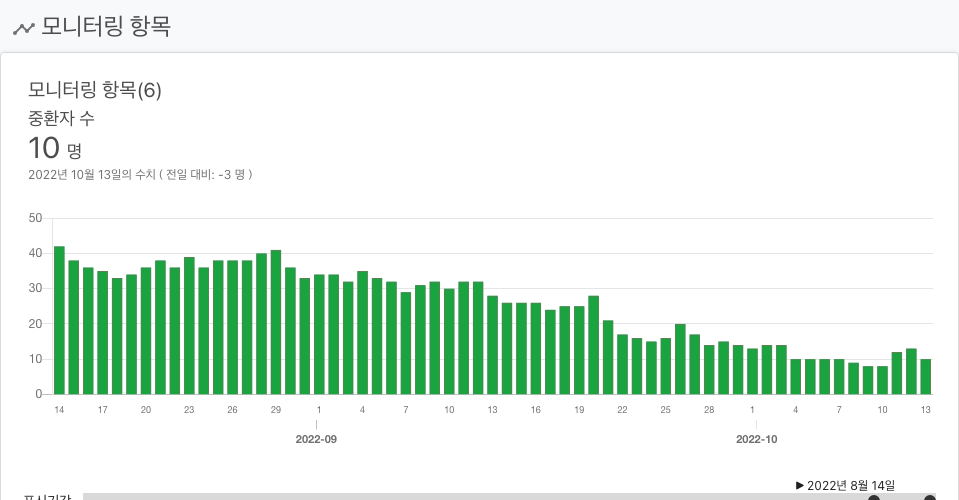 모니터링 항목
모니터링 항목(6)
중환자 수
10 명
2022년 10월 13일의 수치 ( 전일 대비: -3 명 )
50
40
30
20
10
0
14 17 20 23 26 29 1 4 7 10 13 16 19 22 25 28 1 4 7 10 13
2022-09 2022-10
▶ 2022년 8월 14일
표시기간